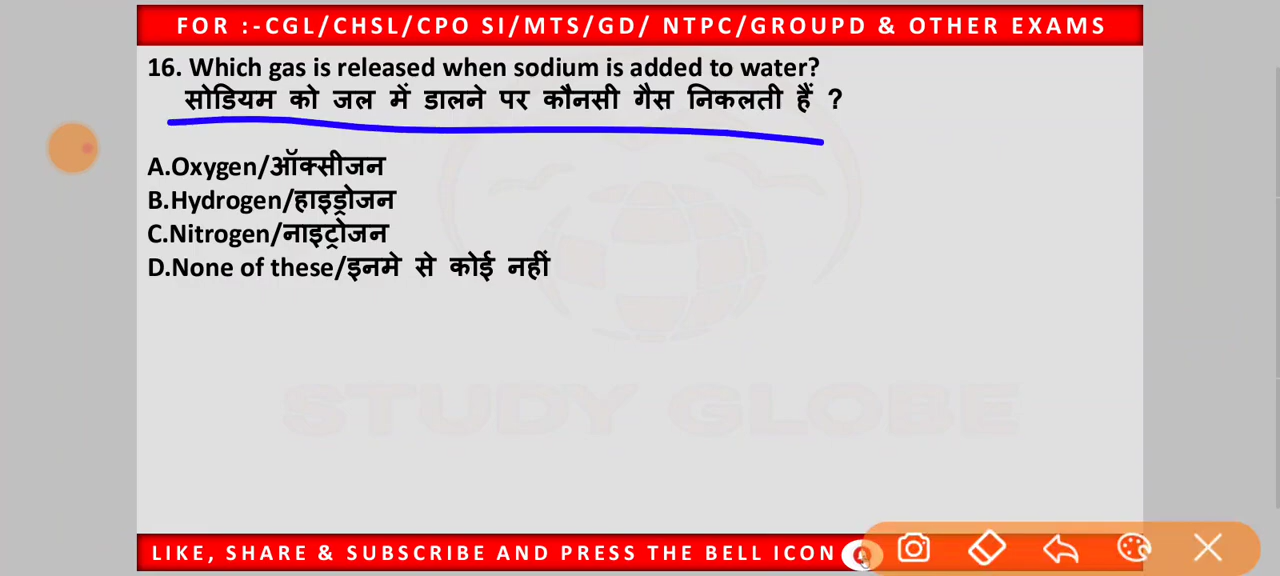 FOR :-CGL/CHSL/CPO SI/MTS/GD/ NTPC/GROUPD & OTHER EXAMS
16. Which gas is released when sodium is added to water?
सोडियम को जल में डालने पर कौनसी गैस निकलती हैं ?
A.Oxygen/ऑक्सीजन
B.Hydrogen/हाइड्रोजन
C.Nitrogen/नाइट्रोजन
D.None of these/इनमे से कोई नहीं
STUDY GLOBE
LIKE, SHARE & SUBSCRIBE AND PRESS THE BELL ICON